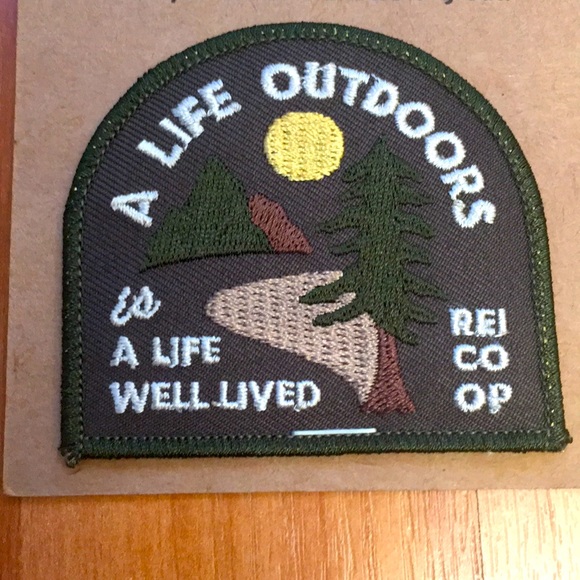 A LIFE OUTDOORS
is
A LIFE
WELL LIVED
REI
CO
OP